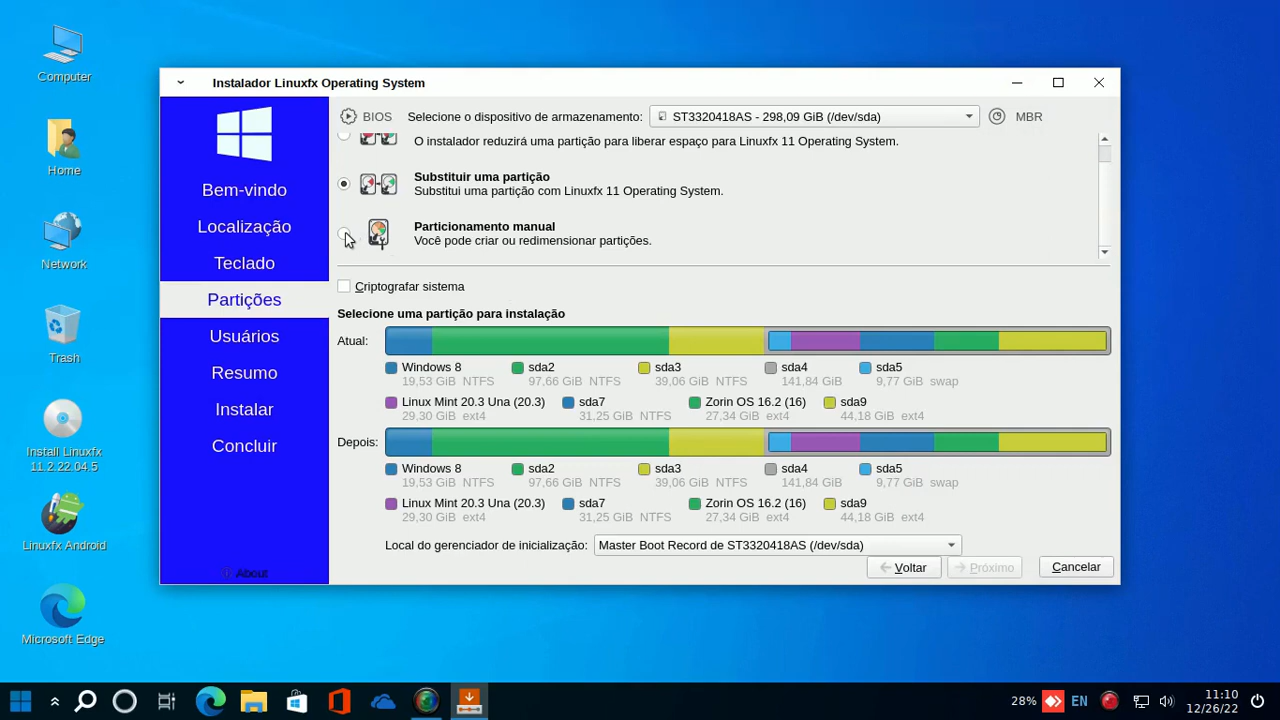 Computer
Home
Network
Trash
Install Linuxfx
11.2.22.04.5
Linuxfx Android
Microsoft Edge
Instalador Linuxfx Operating System
Bem-vindo
Localização
Teclado
Partições
Usuários
Resumo
Instalar
Concluir
About
BIOS Selecione o dispositivo de armazenamento: ST3320418AS - 298,09 GiB (/dev/sda) MBR
O instalador reduzirá uma partição para liberar espaço para Linuxfx 11 Operating System.
Substituir uma partição
Substitui uma partição com Linuxfx 11 Operating System.
Particionamento manual
Você pode criar ou redimensionar partições.
Criptografar sistema
Selecione uma partição para instalação
Atual:
Windows 8 sda2 sda3 sda4 sda5
19,53 GiB NTFS 97,66 GiB NTFS 39,06 GiB NTFS 141,84 GiB 9,77 GiB swap
Linux Mint 20.3 Una (20.3) sda7 Zorin OS 16.2 (16) sda9
29,30 GiB ext4 31,25 GiB NTFS 27,34 GiB ext4 44,18 GiB ext4
Depois:
Windows 8 sda2 sda3 sda4 sda5
19,53 GiB NTFS 97,66 GiB NTFS 39,06 GiB NTFS 141,84 GiB 9,77 GiB swap
Linux Mint 20.3 Una (20.3) sda7 Zorin OS 16.2 (16) sda9
29,30 GiB ext4 31,25 GiB NTFS 27,34 GiB ext4 44,18 GiB ext4
Local do gerenciador de inicialização: Master Boot Record de ST3320418AS (/dev/sda)
Voltar Próximo Cancelar
28% EN 11:10
12/26/22